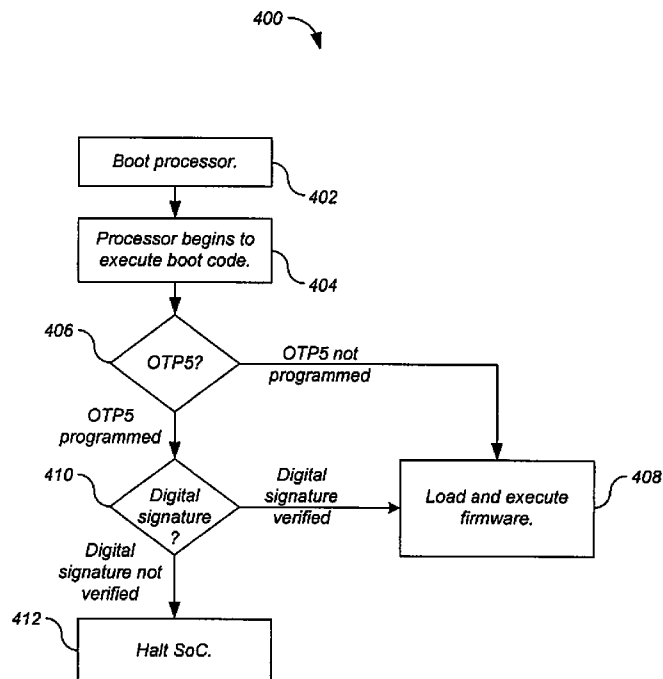 400
Boot processor.
402
Processor begins to
execute boot code.
404
406
OTP5?
OTP5 not
programmed
OTP5
programmed
410
Digital
signature
?
Digital
signature
verified
Load and execute
firmware.
408
Digital
signature not
verified
412
Halt SoC.